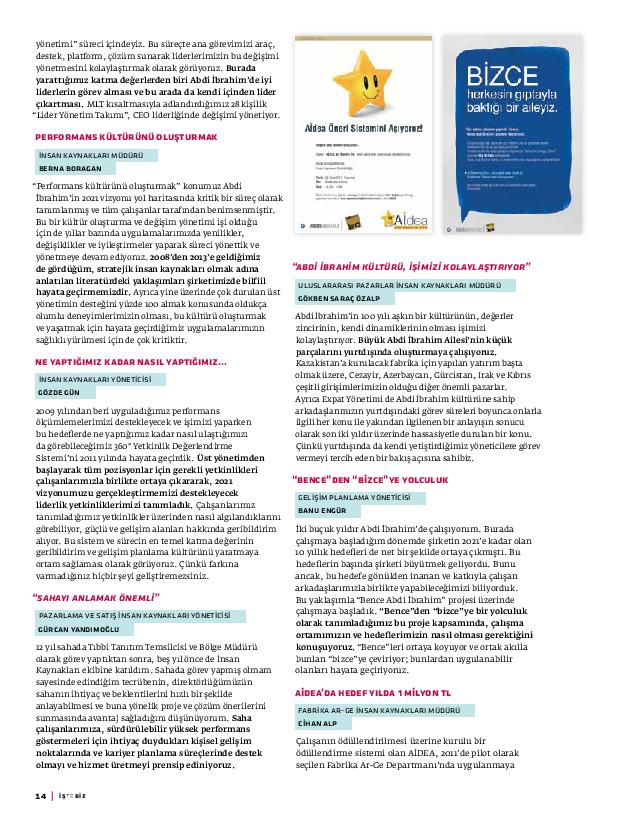 yönetimi” süreci içindeyiz. Bu süreçte ana görevimizi araç,
destek, platform, çözüm sunarak liderlerimizin bu değişimi
yönetmesini kolaylaştırmak olarak görüyoruz. Burada
yarattığımız katma değerlerden biri Abdi İbrahim’de iyi
liderlerin görev alması ve bu arada da kendi içinden lider
çıkartması. MLT kısaltmasıyla adlandırdığımız 28 kişilik
“Lider Yönetim Takımı”, CEO liderliğinde değişimi yönetiyor.
PERFORMANS KÜLTÜRÜNÜ OLUŞTURMAK
İNSAN KAYNAKLARI MÜDÜRÜ
BERNA BORAGAN
“Performans kültürünü oluşturmak” konumuz Abdi
İbrahim’in 2021 vizyonu yol haritasında kritik bir süreç olarak
tanımlanmış ve tüm çalışanlar tarafından benimsenmiştir.
Bu bir kültür oluşturma ve değişim yönetimi işi olduğu
için de yıllar bazında uygulamalarımızda yenilikler,
değişiklikler ve iyileştirmeler yaparak süreci yönettik ve
yönetmeye devam ediyoruz. 2008’den 2013’e geldiğimiz
de gördüğüm, stratejik insan kaynakları olmak adına
anlatılan literatürdeki yaklaşımları şirketimizde bilfiil
hayata geçirmemizdir. Ayrıca yine üzerinde çok durulan üst
yönetimin desteğini yüzde 100 almak konusunda oldukça
olumlu deneyimlerimizin olması, bu kültürü oluşturmak
ve yaşatmak için hayata geçirdiğimiz uygulamalarımızın
sağlıklı yürümesi için de çok kritiktir.
NE YAPTIĞIMIZ KADAR NASIL YAPTIĞIMIZ...
İNSAN KAYNAKLARI YÖNETİCİSİ
GÖZDE GÜN
2009 yılından beri uyguladığımız performans
ölçümlemelerimizi destekleyecek ve işimizi yaparken
bu hedeflerde ne yaptığımız kadar nasıl ulaştığımızı
da görebileceğimiz 360° Yetkinlik Değerlendirme
Sistemi’ni 2011 yılında hayata geçirdik. Üst yönetimden
başlayarak tüm pozisyonlar için gerekli yetkinlikleri
çalışanlarımızla birlikte ortaya çıkararak, 2021
vizyonumuzu gerçekleştirmemizi destekleyecek
liderlik yetkinliklerimizi tanımladık. Çalışanlarımız
tanımladığımız yetkinlikler üzerinden nasıl algılandıklarını
görebiliyor, güçlü ve gelişim alanları hakkında geribildirim
alıyor. Bu sistem ve sürecin en temel katma değerinin
geribildirim ve gelişim planlama kültürünü yaratmaya
ortam sağlaması olarak görüyoruz. Çünkü farkına
varmadığınız hiçbir şeyi geliştiremezsiniz.
“SAHAYI ANLAMAK ÖNEMLİ”
PAZARLAMA VE SATIŞ İNSAN KAYNAKLARI YÖNETİCİSİ
GÜRCAN YANDIMOĞLU
12 yıl sahada Tıbbi Tanıtım Temsilcisi ve Bölge Müdürü
olarak görev yaptıktan sonra, beş yıl önce de İnsan
Kaynakları ekibine katıldım. Sahada görev yapmış olmam
sayesinde edindiğim tecrübenin, direktörlüğümüzün
sahanın ihtiyaç ve beklentilerini hızlı bir şekilde
anlayabilmesi ve buna yönelik proje ve çözüm önerilerini
sunmasında avantaj sağladığını düşünüyorum. Saha
çalışanlarımıza, sürdürülebilir yüksek performans
göstermeleri için ihtiyaç duydukları kişisel gelişim
noktalarında ve kariyer planlama süreçlerinde destek
olmayı ve hizmet üretmeyi prensip ediniyoruz.
Aİdea Öneri Sistemini Açıyoruz!
AİDEA
BİZCE
herkesin gıptayla
baktığı bir aileyiz.
“ABDİ İBRAHİM KÜLTÜRÜ, İŞİMİZİ KOLAYLAŞTIRIYOR”
ULUSLARARASI PAZARLAR İNSAN KAYNAKLARI MÜDÜRÜ
GÖKBEN SARAÇ ÖZALP
Abdi İbrahim’in 100 yılı aşkın bir kültürünün, değerler
zincirinin, kendi dinamiklerinin olması işimizi
kolaylaştırıyor. Büyük Abdi İbrahim Ailesi’nin küçük
parçalarını yurtdışında oluşturmaya çalışıyoruz.
Kazakistan’a kurulacak fabrika için yapılan yatırım başta
olmak üzere, Cezayir, Azerbaycan, Gürcistan, Irak ve Kıbrıs
çeşitli girişimlerimizin olduğu diğer önemli pazarlar.
Ayrıca Expat Yönetimi de Abdi İbrahim kültürüne sahip
arkadaşlarımızın yurtdışındaki görev süreleri boyunca onlarla
ilgili her konu ile yakından ilgilenen bir anlayışın sonucu
olarak son iki yıldır üzerinde hassasiyetle durulan bir konu.
Çünkü yurtdışında da kendi yetiştirdiğimiz yöneticilere görev
vermeyi tercih eden bir bakış açısına sahibiz.
“BENCE” DEN “BİZCE”YE YOLCULUK
GELİŞİM PLANLAMA YÖNETİCİSİ
BANU ENGÜR
İki buçuk yıldır Abdi İbrahim’de çalışıyorum. Burada
çalışmaya başladığım dönemde şirketin 2021’e kadar olan
10 yıllık hedefleri de net bir şekilde ortaya çıkmıştı. Bu
hedeflerin başında şirketi büyütmek geliyordu. Bunu
ancak, bu hedefe gönülden inanan ve katkıyla çalışan
arkadaşlarımızla birlikte yapabileceğimizi biliyorduk.
Bu yaklaşımla “Bence Abdi İbrahim” projesi üzerinde
çalışmaya başladık. “Bence”den “bizce”ye bir yolculuk
olarak tanımladığımız bu proje kapsamında, çalışma
ortamımızın ve hedeflerimizin nasıl olması gerektiğini
konuşuyoruz. “Bence”leri ortaya koyuyor ve ortak akılla
bunları “bizce”ye çeviriyor; bunlardan uygulanabilir
olanları hayata geçiriyoruz.
AİDEA’DA HEDEF YILDA 1 MİLYON TL
FABRİKA AR-GE İNSAN KAYNAKLARI MÜDÜRÜ
CİHAN ALP
Çalışanın ödüllendirilmesi üzerine kurulu bir
ödüllendirme sistemi olan AİDEA, 2011’de pilot olarak
seçilen Fabrika Ar-Ge Departmanı’nda uygulanmaya
14 | İŞTE BİZ